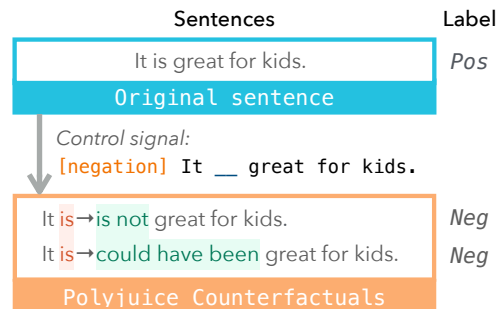 Sentences Label
It is great for kids. Pos
Original sentence
Control signal:
[negation] It __ great for kids.
It is→is not great for kids. Neg
It is→could have been great for kids. Neg
Polyjuice Counterfactuals